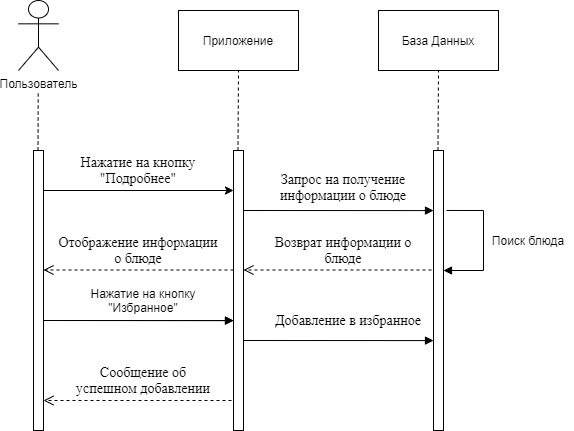 Приложение
База Данных
Пользователь
Нажатие на кнопку
"Подробнее"
Запрос на получение
информации о блюде
Поиск блюда
Отображение информации
о блюде
Возврат информации о
блюде
Нажатие на кнопку
"Избранное"
Добавление в избранное
Сообщение об
успешном добавлении